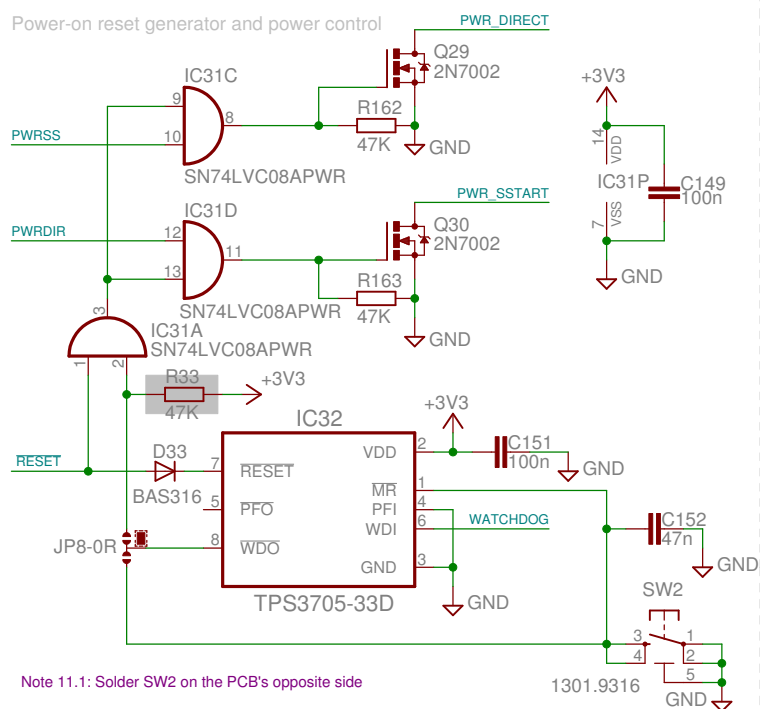 Power-on reset generator and power control
PWR_DIRECT
Q29
2N7002
IC31C
9
8
10
PWRSS
SN74LVC08APWR
R162
47K
GND
+3V3
14
VDD
IC31P
C149
100n
7
VSS
GND
PWR_SSTART
Q30
2N7002
IC31D
PWRDIR
12
11
13
SN74LVC08APWR
R163
47K
GND
3
IC31A
SN74LVC08APWR
1
2
R33
47K
+3V3
IC32
+3V3
D33
BAS316
RESET
7
RESET
VDD
2
C151
100n
GND
MR
1
5
PFO
PFI
4
WDI
6
WATCHDOG
C152
47n
GND
JP8-0R
8
WDO
GND
3
GND
TPS3705-33D
SW2
3
1
4
2
5
1301.9316
GND
Note 11.1: Solder SW2 on the PCB's opposite side